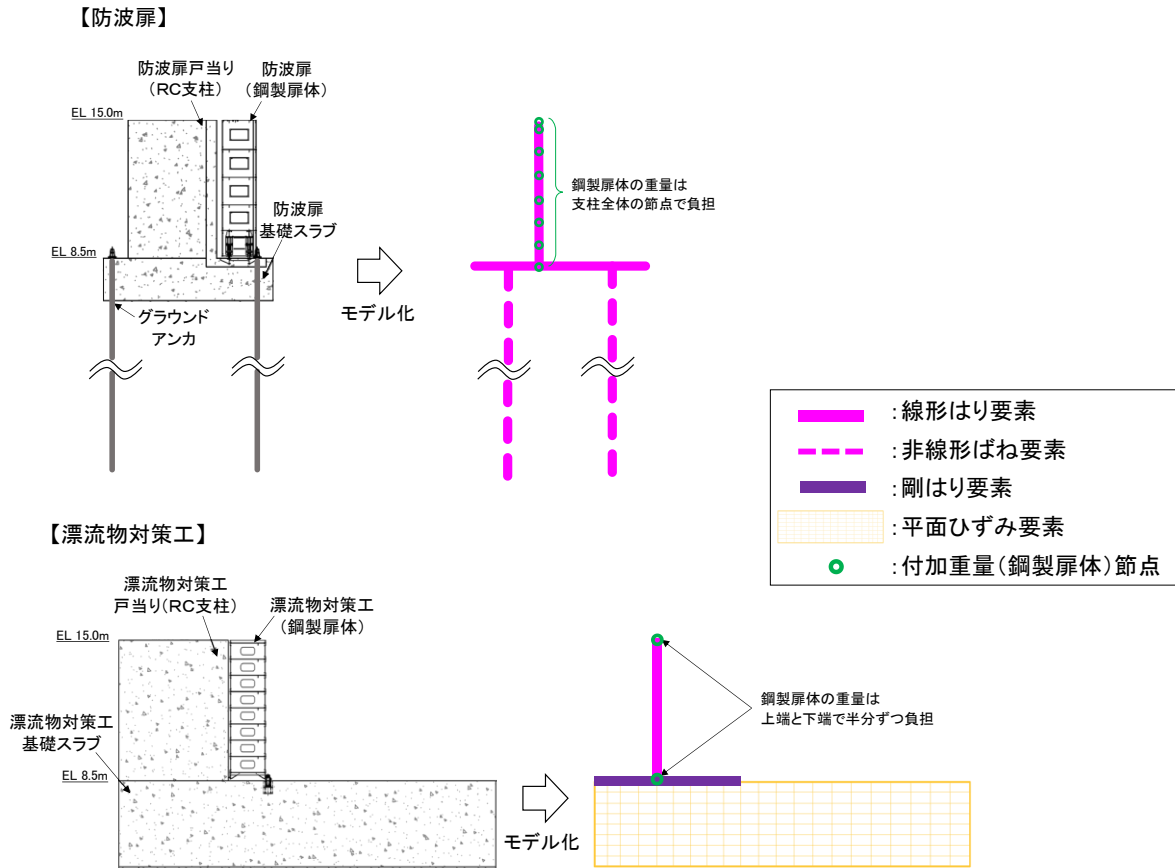 【防波扉】
防波扉戸当り
(RC支柱)
防波扉
(鋼製扉体)
EL 15.0m
防波扉
基礎スラブ
EL 8.5m
グラウンド
アンカ
モデル化
鋼製扉体の重量は
支柱全体の節点で負担
:線形はり要素
:非線形ばね要素
:剛はり要素
:平面ひずみ要素
:付加重量(鋼製扉体)節点
【漂流物対策工】
漂流物対策工
戸当り(RC支柱)
漂流物対策工
(鋼製扉体)
EL 15.0m
漂流物対策工
基礎スラブ
EL 8.5m
モデル化
鋼製扉体の重量は
上端と下端で半分ずつ負担